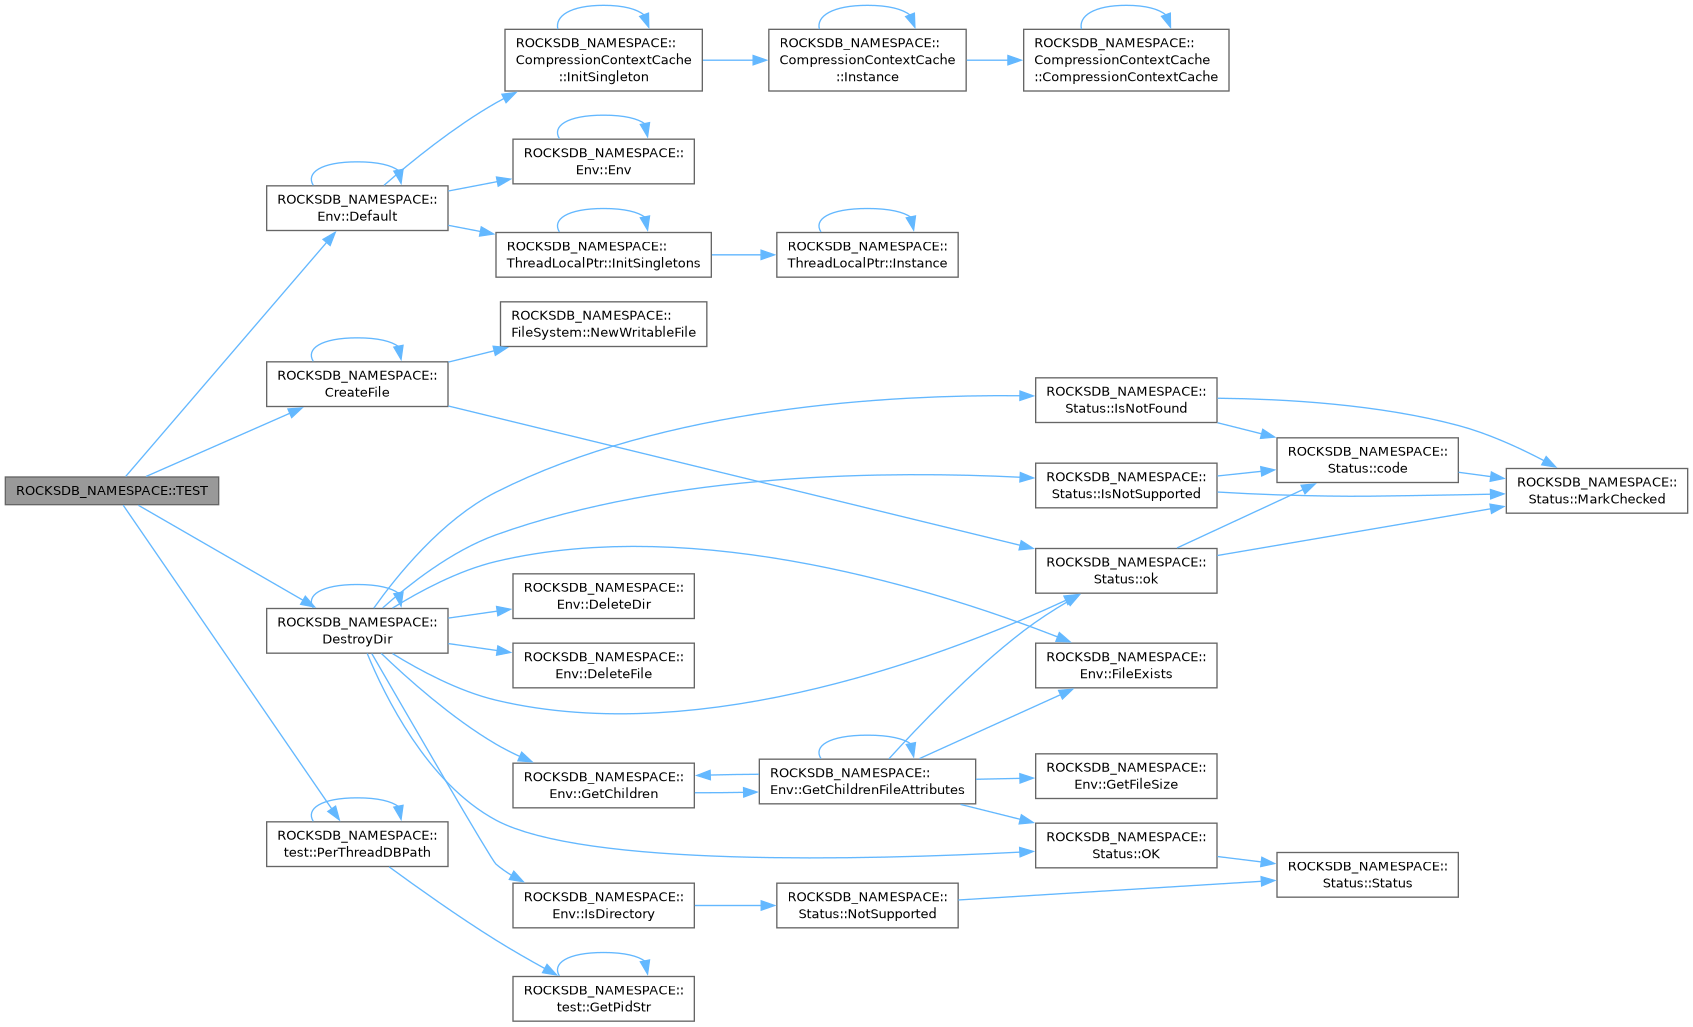 ROCKSDB_NAMESPACE::
CompressionContextCache
::InitSingleton
ROCKSDB_NAMESPACE::
CompressionContextCache
::Instance
ROCKSDB_NAMESPACE::
CompressionContextCache
::CompressionContextCache
ROCKSDB_NAMESPACE::
Env::Env
ROCKSDB_NAMESPACE::
Env::Default
ROCKSDB_NAMESPACE::
ThreadLocalPtr::InitSingletons
ROCKSDB_NAMESPACE::
ThreadLocalPtr::Instance
ROCKSDB_NAMESPACE::
FileSystem::NewWritableFile
ROCKSDB_NAMESPACE::
CreateFile
ROCKSDB_NAMESPACE::
Status::IsNotFound
ROCKSDB_NAMESPACE::
Status::code
ROCKSDB_NAMESPACE::TEST
ROCKSDB_NAMESPACE::
Status::IsNotSupported
ROCKSDB_NAMESPACE::
Status::MarkChecked
ROCKSDB_NAMESPACE::
Status::ok
ROCKSDB_NAMESPACE::
Env::DeleteDir
ROCKSDB_NAMESPACE::
DestroyDir
ROCKSDB_NAMESPACE::
Env::DeleteFile
ROCKSDB_NAMESPACE::
Env::FileExists
ROCKSDB_NAMESPACE::
Env::GetChildren
ROCKSDB_NAMESPACE::
Env::GetChildrenFileAttributes
ROCKSDB_NAMESPACE::
Env::GetFileSize
ROCKSDB_NAMESPACE::
test::PerThreadDBPath
ROCKSDB_NAMESPACE::
Status::OK
ROCKSDB_NAMESPACE::
Status::Status
ROCKSDB_NAMESPACE::
Env::IsDirectory
ROCKSDB_NAMESPACE::
Status::NotSupported
ROCKSDB_NAMESPACE::
test::GetPidStr